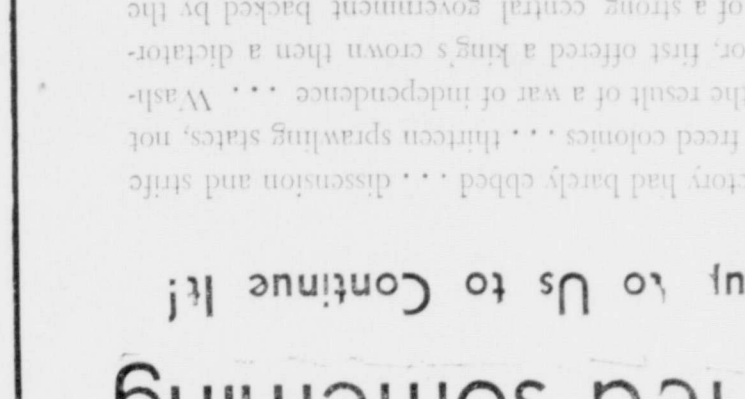 something
to Us to Continue It!
ctory had barely ebbed ... dissension and strife
freed colonies ... thirteen sprawling states, not
the result of a war of independence ... Wash-
or, first offered a king's crown then a dictator-
of a strong central government backed by the